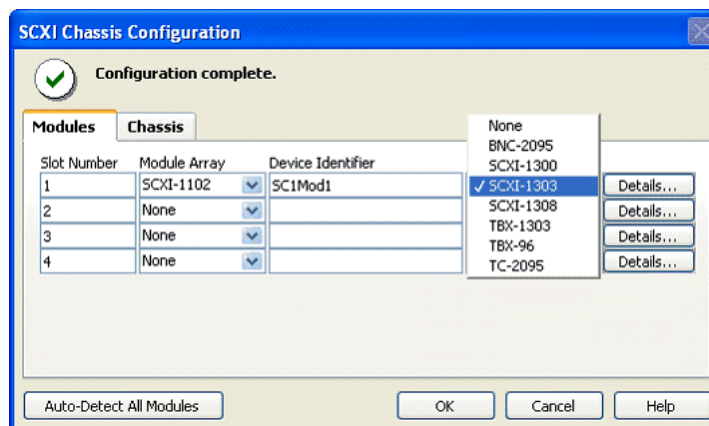 SCXI Chassis Configuration
Configuration complete.
Modules Chassis
Slot Number Module Array Device Identifier
1 SCXI-1102 SC1Mod1 Details...
2 None Details...
3 None Details...
4 None Details...
None
BNC-2095
SCXI-1300
✓ SCXI-1303
SCXI-1308
TBX-1303
TBX-96
TC-2095
Auto-Detect All Modules OK Cancel Help